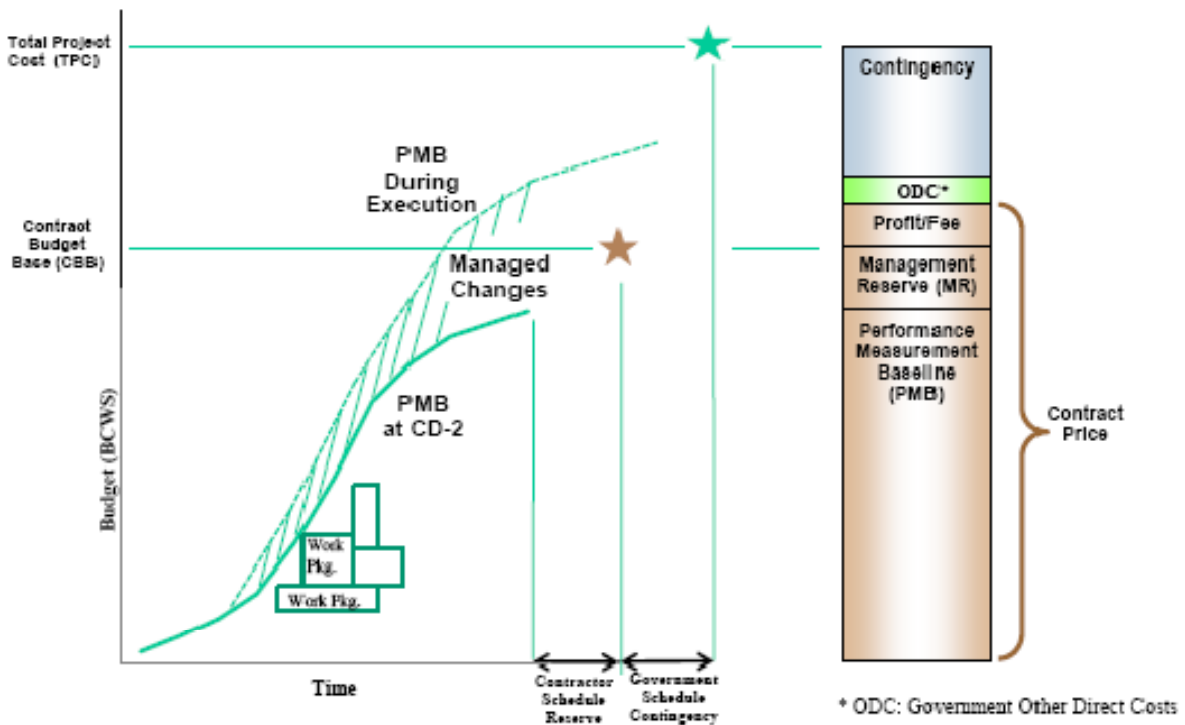 Total Project
Cost (TPC)
Contract
Budget
Base (CBB)
Budget (BCWS)
PMB
During
Execution
Managed
Changes
PMB
at CD-2
Work
Pkg.
Work Pkg.
Time
Contractor
Schedule
Reserve
Government
Schedule
Contingency
Contingency
ODC*
Profit/Fee
Management
Reserve (MR)
Performance
Measurement
Baseline
(PMB)
Contract
Price
* ODC: Government Other Direct Costs